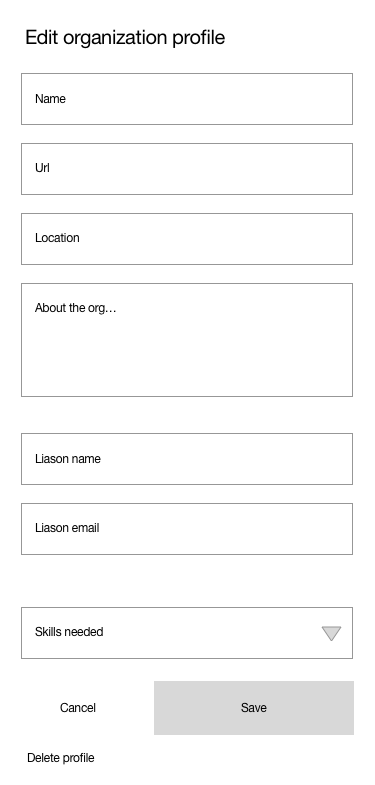 Edit organization profile
Name
Url
Location
About the org...
Liason name
Liason email
Skills needed
Cancel
Save
Delete profile